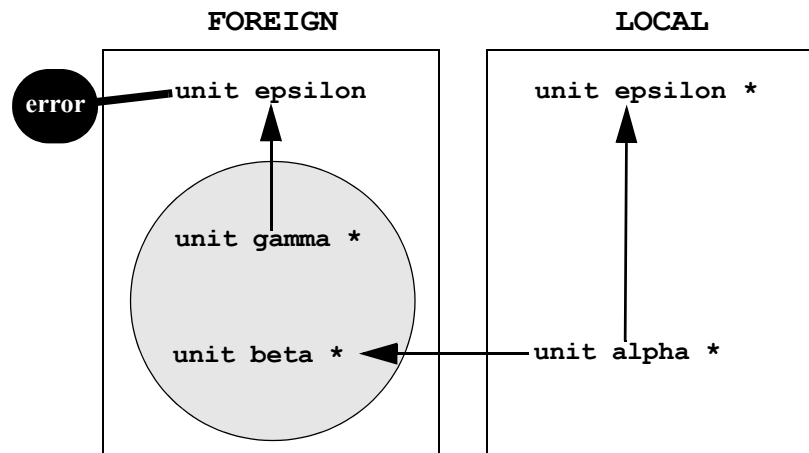 FOREIGN
LOCAL
error
unit epsilon
unit epsilon *
unit gamma *
unit beta *
unit alpha *